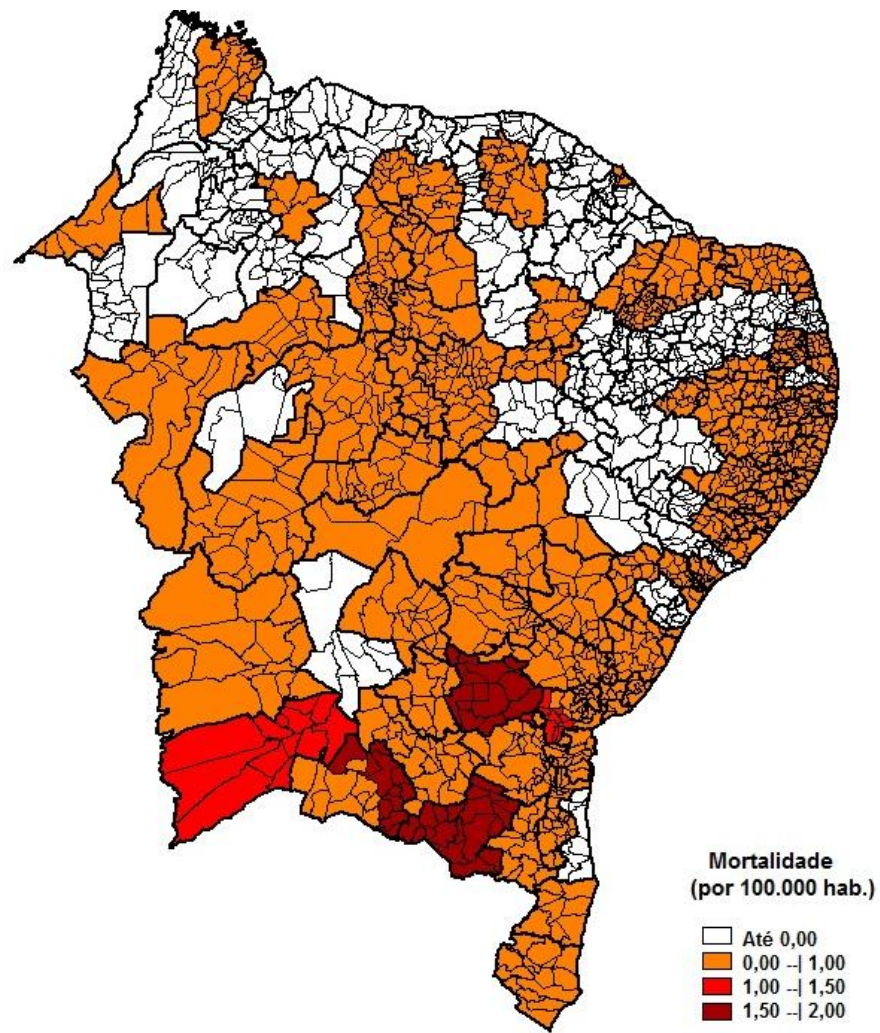 Mortalidade
(por 100.000 hab.)
Até 0,00
0,00 --| 1,00
1,00 --| 1,50
1,50 --| 2,00